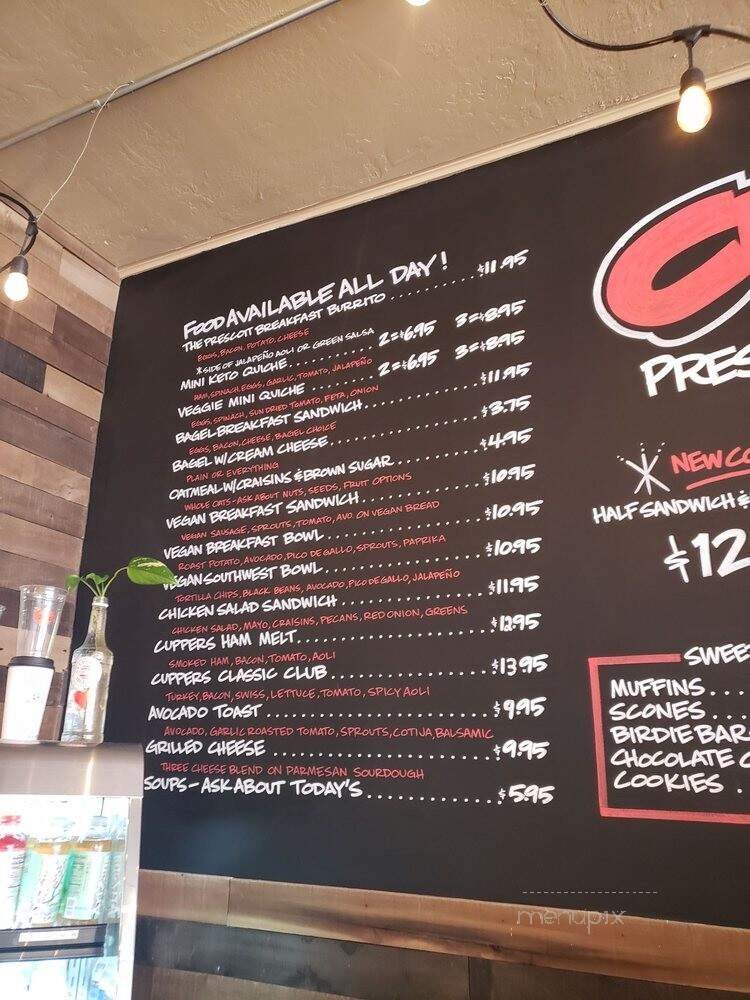 FOOD AVAILABLE ALL DAY!
THE PRESCOTT BREAKFAST BURRITO.......... $11.95
EGGS, BACON, POTATO, CHEESE
*SIDE OF JALAPEÑO AOLI OR GREEN SALSA
MINI KETO QUICHE.......... 2=$6.95 3=$8.95
HAM, SPINACH, EGGS, GARLIC, TOMATO, JALAPEÑO
VEGGIE MINI QUICHE.......... 2=$6.95 3=$8.95
EGGS, SPINACH, SUN DRIED TOMATO, FETA, ONION
BAGEL BREAKFAST SANDWICH.......... $11.95
EGGS, BACON, CHEESE, BAGEL CHOICE
BAGEL W/CREAM CHEESE.......... $3.75
PLAIN OR EVERYTHING
OATMEAL W/CRAISINS & BROWN SUGAR.......... $4.95
WHOLE OATS-ASK ABOUT NUTS, SEEDS, FRUIT OPTIONS
VEGAN BREAKFAST SANDWICH.......... $10.95
VEGAN SAUSAGE, SPROUTS, TOMATO, AVO. ON VEGAN BREAD
VEGAN BREAKFAST BOWL.......... $10.95
ROAST POTATO, AVOCADO, PICO DE GALLO, SPROUTS, PAPRIKA
VEGAN SOUTHWEST BOWL.......... $10.95
TORTILLA CHIPS, BLACK BEANS, AVOCADO, PICO DE GALLO, JALAPEÑO
CHICKEN SALAD SANDWICH.......... $11.95
CHICKEN SALAD, MAYO, CRAISINS, PECANS, RED ONION, GREENS
CUPPERS HAM MELT.......... $12.95
SMOKED HAM, BACON, TOMATO, AOLI
CUPPERS CLASSIC CLUB.......... $13.95
TURKEY, BACON, SWISS, LETTUCE, TOMATO, SPICY AOLI
AVOCADO TOAST.......... $9.95
AVOCADO, GARLIC ROASTED TOMATO, SPROUTS, COTIJA, BALSAMIC
GRILLED CHEESE.......... $9.95
THREE CHEESE BLEND ON PARMESAN SOURDOUGH
SOUPS - ASK ABOUT TODAY'S.......... $5.95
C
PRES
NEW CO
HALF SANDWICH &
$12
SWEE
MUFFINS...
SCONES...
BIRDIE BAR
CHOCOLATE C
COOKIES .
menupix